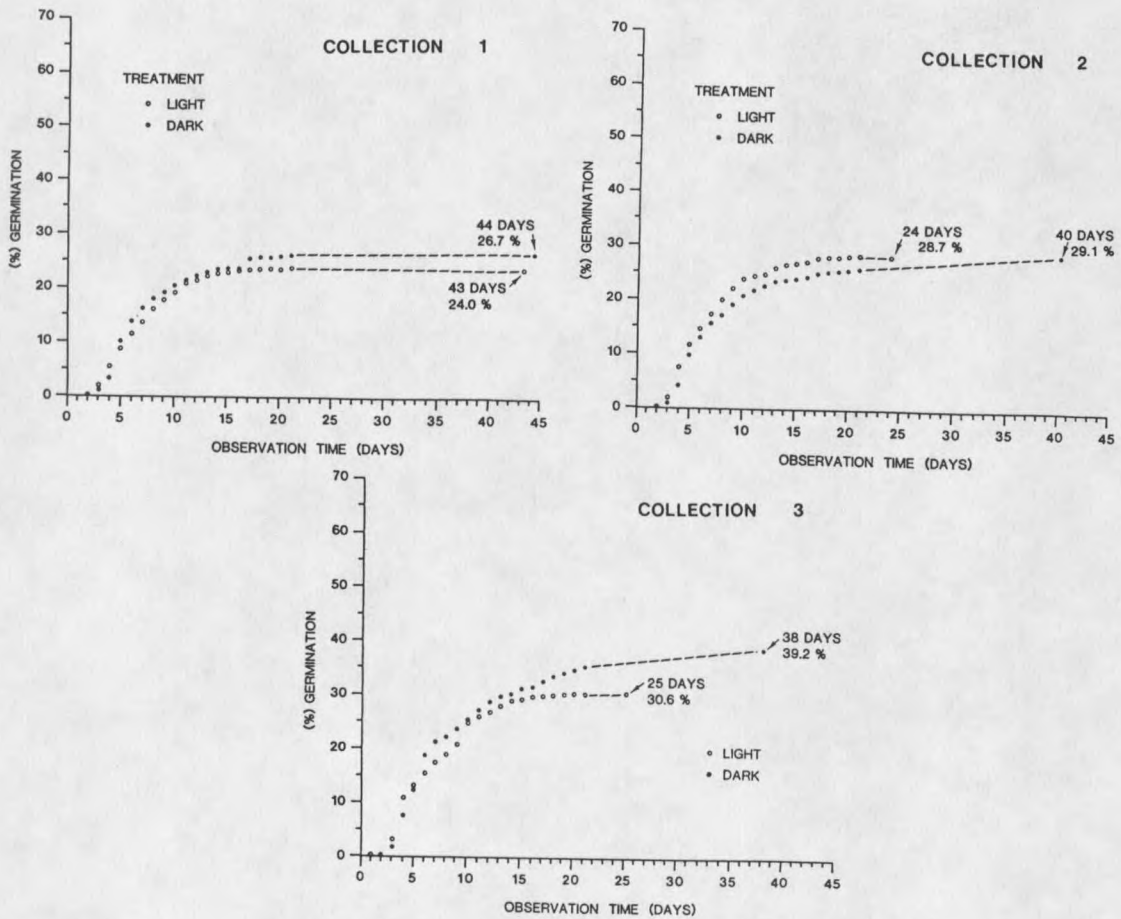 COLLECTION 1
TREATMENT
LIGHT
DARK
(%) GERMINATION
70
60
50
40
30
20
10
0
44 DAYS
26.7 %
43 DAYS
24.0 %
0 5 10 15 20 25 30 35 40 45
OBSERVATION TIME (DAYS)
COLLECTION 2
TREATMENT
LIGHT
DARK
(%) GERMINATION
70
60
50
40
30
20
10
0
24 DAYS
28.7 %
40 DAYS
29.1 %
0 5 10 15 20 25 30 35 40 45
OBSERVATION TIME (DAYS)
COLLECTION 3
(%) GERMINATION
70
60
50
40
30
20
10
0
38 DAYS
39.2 %
25 DAYS
30.6 %
LIGHT
DARK
0 5 10 15 20 25 30 35 40 45
OBSERVATION TIME (DAYS)